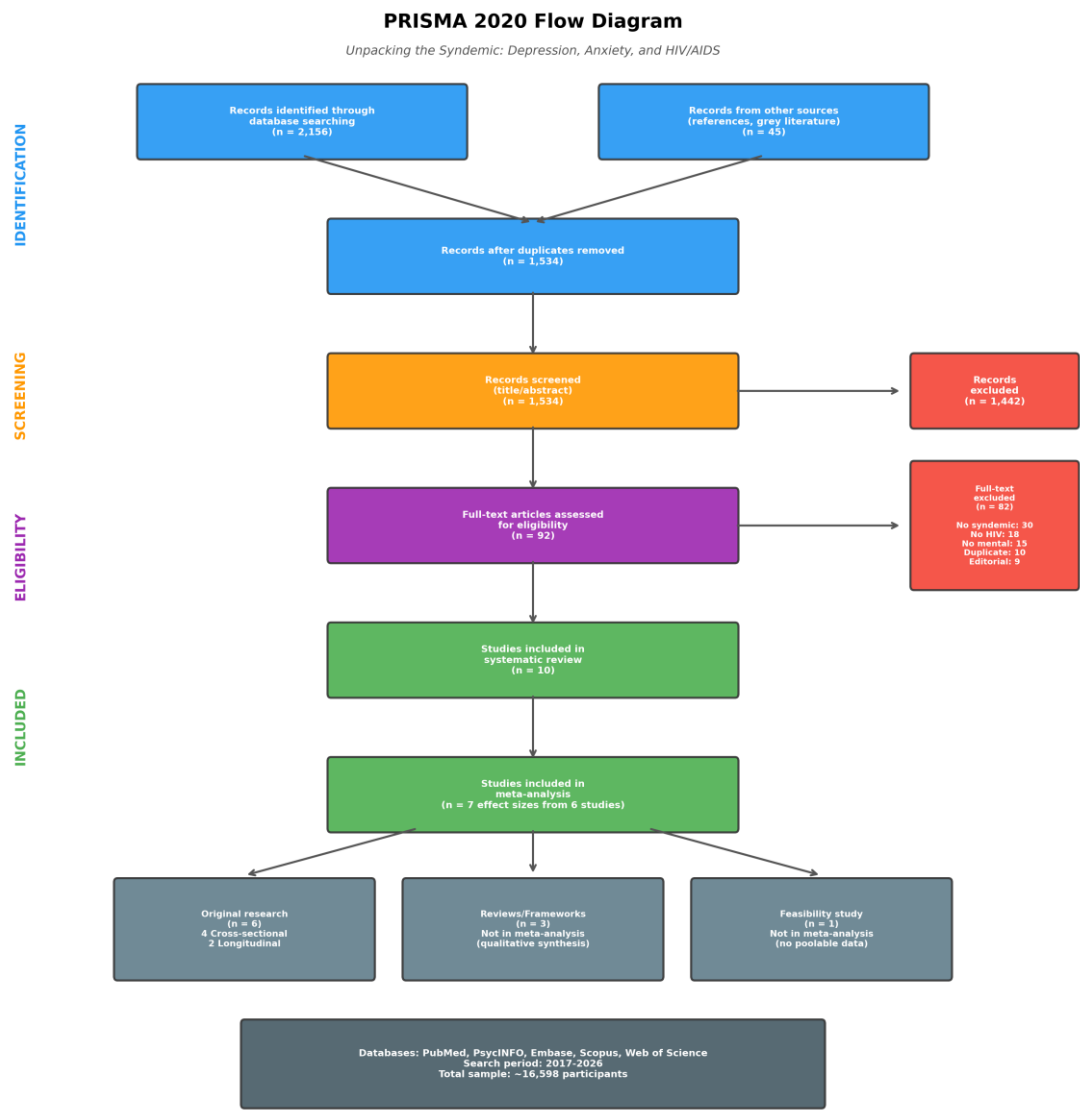 PRISMA 2020 Flow Diagram
Unpacking the Syndemic: Depression, Anxiety, and HIV/AIDS
IDENTIFICATION
Records identified through
database searching
(n = 2,156)
Records from other sources
(references, grey literature)
(n = 45)
Records after duplicates removed
(n = 1,534)
SCREENING
Records screened
(title/abstract)
(n = 1,534)
Records
excluded
(n = 1,442)
ELIGIBILITY
Full-text articles assessed
for eligibility
(n = 92)
Full-text
excluded
(n = 82)
No syndemic: 30
No HIV: 18
No mental: 15
Duplicate: 10
Editorial: 9
INCLUDED
Studies included in
systematic review
(n = 10)
Studies included in
meta-analysis
(n = 7 effect sizes from 6 studies)
Original research
(n = 6)
4 Cross-sectional
2 Longitudinal
Reviews/Frameworks
(n = 3)
Not in meta-analysis
(qualitative synthesis)
Feasibility study
(n = 1)
Not in meta-analysis
(no poolable data)
Databases: PubMed, PsycINFO, Embase, Scopus, Web of Science
Search period: 2017-2026
Total sample: ~16,598 participants